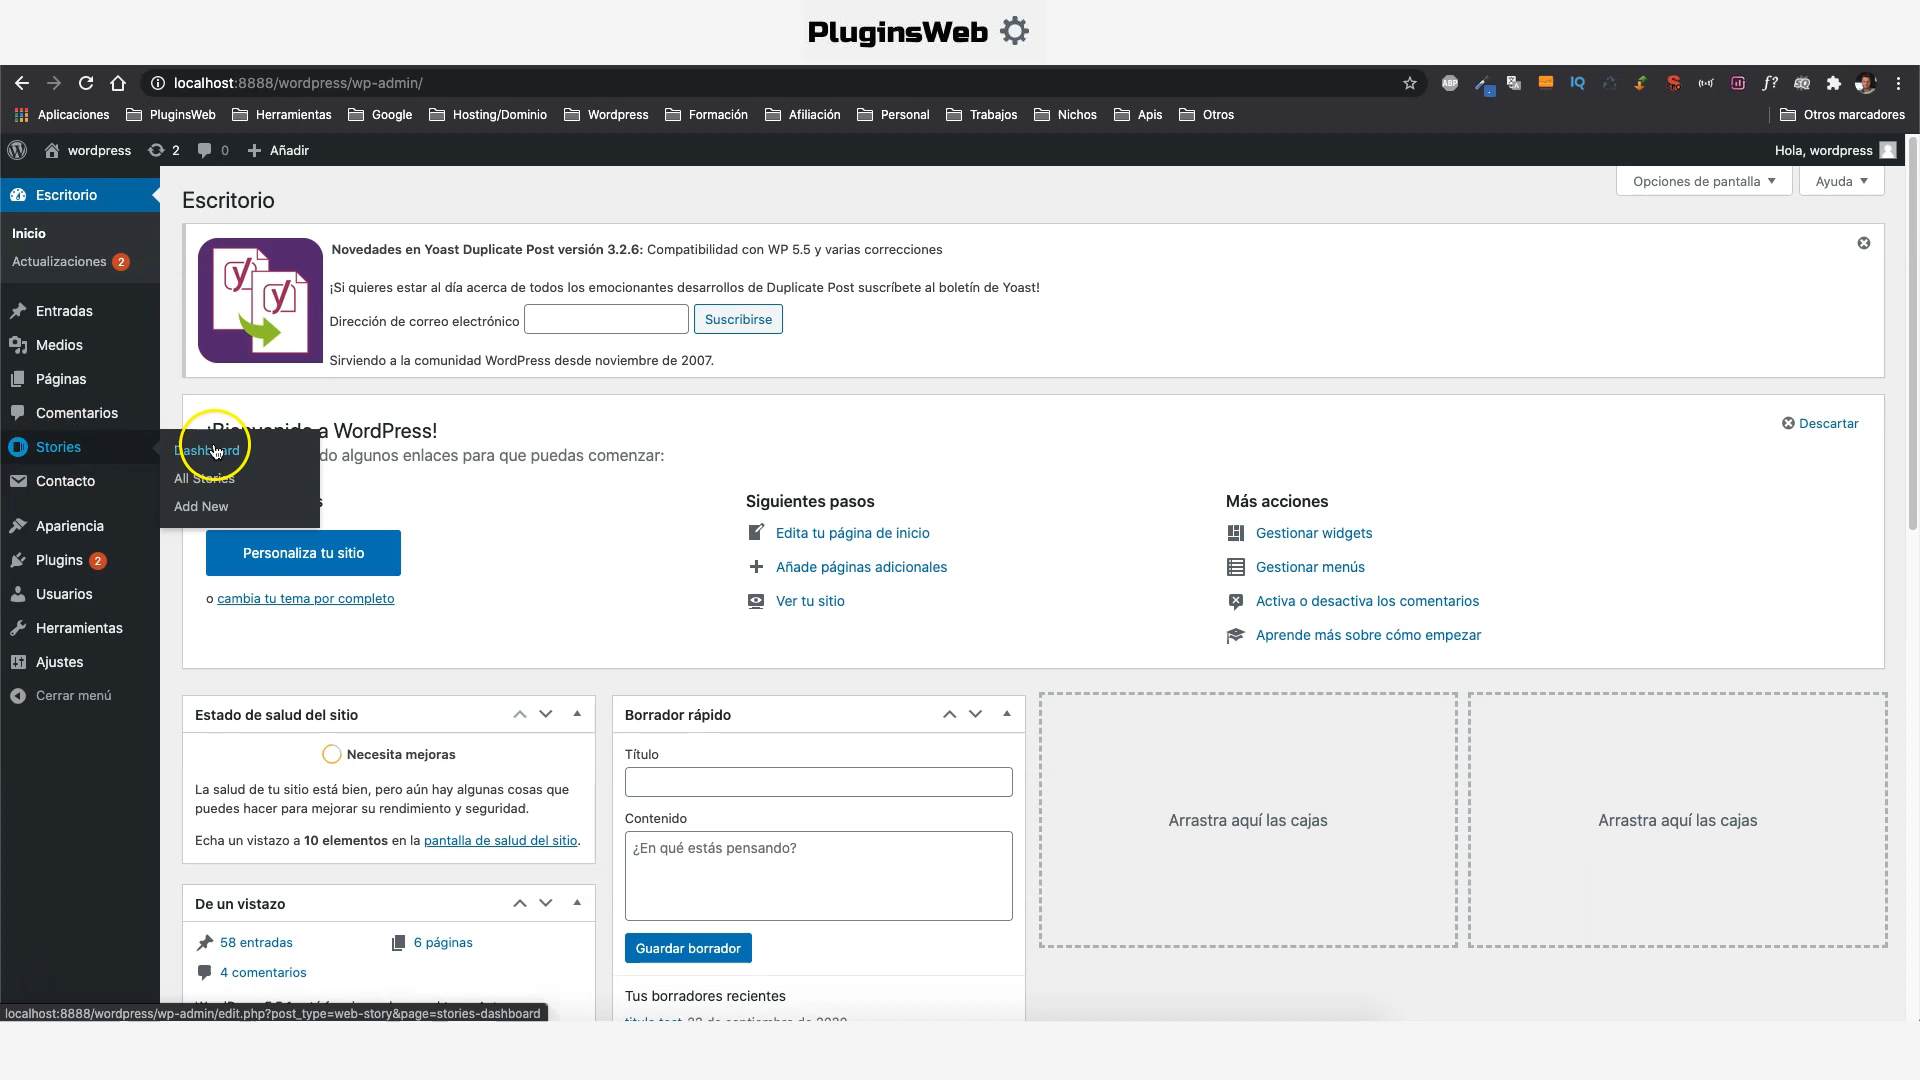 PluginsWeb
localhost:8888/wordpress/wp-admin/
ABP
IQ
f?
Aplicaciones PluginsWeb Herramientas Google Hosting/Dominio Wordpress Formación Afiliación Personal Trabajos Nichos Apis Otros Otros marcadores
wordpress 2 0 Añadir Hola, wordpress
Opciones de pantalla Ayuda
Escritorio
Inicio
Actualizaciones 2
Entradas
Medios
Páginas
Comentarios
Stories
Contacto
Apariencia
Plugins 2
Usuarios
Herramientas
Ajustes
Cerrar menú
Dashboard
All Stories
Add New
Escritorio
Novedades en Yoast Duplicate Post versión 3.2.6: Compatibilidad con WP 5.5 y varias correcciones
¡Si quieres estar al día acerca de todos los emocionantes desarrollos de Duplicate Post suscríbete al boletín de Yoast!
Dirección de correo electrónico Suscribirse
Sirviendo a la comunidad WordPress desde noviembre de 2007.
a WordPress!
Descartar
do algunos enlaces para que puedas comenzar:
Personaliza tu sitio
o cambia tu tema por completo
Siguientes pasos
Edita tu página de inicio
Añade páginas adicionales
Ver tu sitio
Más acciones
Gestionar widgets
Gestionar menús
Activa o desactiva los comentarios
Aprende más sobre cómo empezar
Estado de salud del sitio
Necesita mejoras
La salud de tu sitio está bien, pero aún hay algunas cosas que
puedes hacer para mejorar su rendimiento y seguridad.
Echa un vistazo a 10 elementos en la pantalla de salud del sitio.
De un vistazo
58 entradas 6 páginas
4 comentarios
Borrador rápido
Título
Contenido
¿En qué estás pensando?
Guardar borrador
Tus borradores recientes
Arrastra aquí las cajas
Arrastra aquí las cajas
localhost:8888/wordpress/wp-admin/edit.php?post_type=web-story&page=stories-dashboard